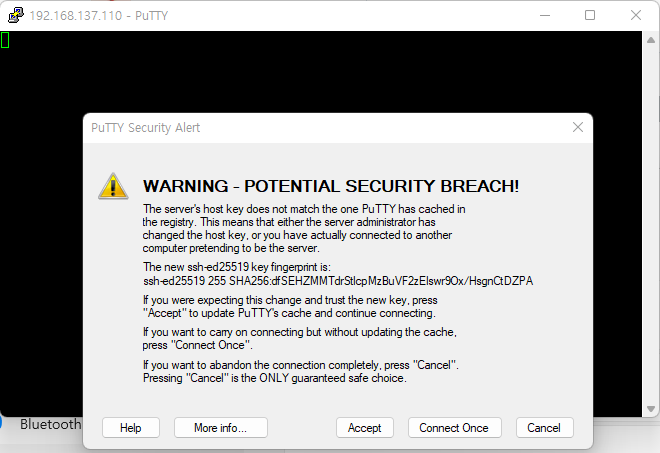 192.168.137.110 - PuTTY
PuTTY Security Alert
WARNING - POTENTIAL SECURITY BREACH!
The server's host key does not match the one PuTTY has cached in
the registry. This means that either the server administrator has
changed the host key, or you have actually connected to another
computer pretending to be the server.
The new ssh-ed25519 key fingerprint is:
ssh-ed25519 255 SHA256:dfSEHZMMTdrStlcpMzBuVF2zElswr9Ox/HsgnCtDZPA
If you were expecting this change and trust the new key, press
"Accept" to update PuTTY's cache and continue connecting.
If you want to carry on connecting but without updating the cache,
press "Connect Once".
If you want to abandon the connection completely, press "Cancel".
Pressing "Cancel" is the ONLY guaranteed safe choice.
Help More info... Accept Connect Once Cancel
Bluetooth